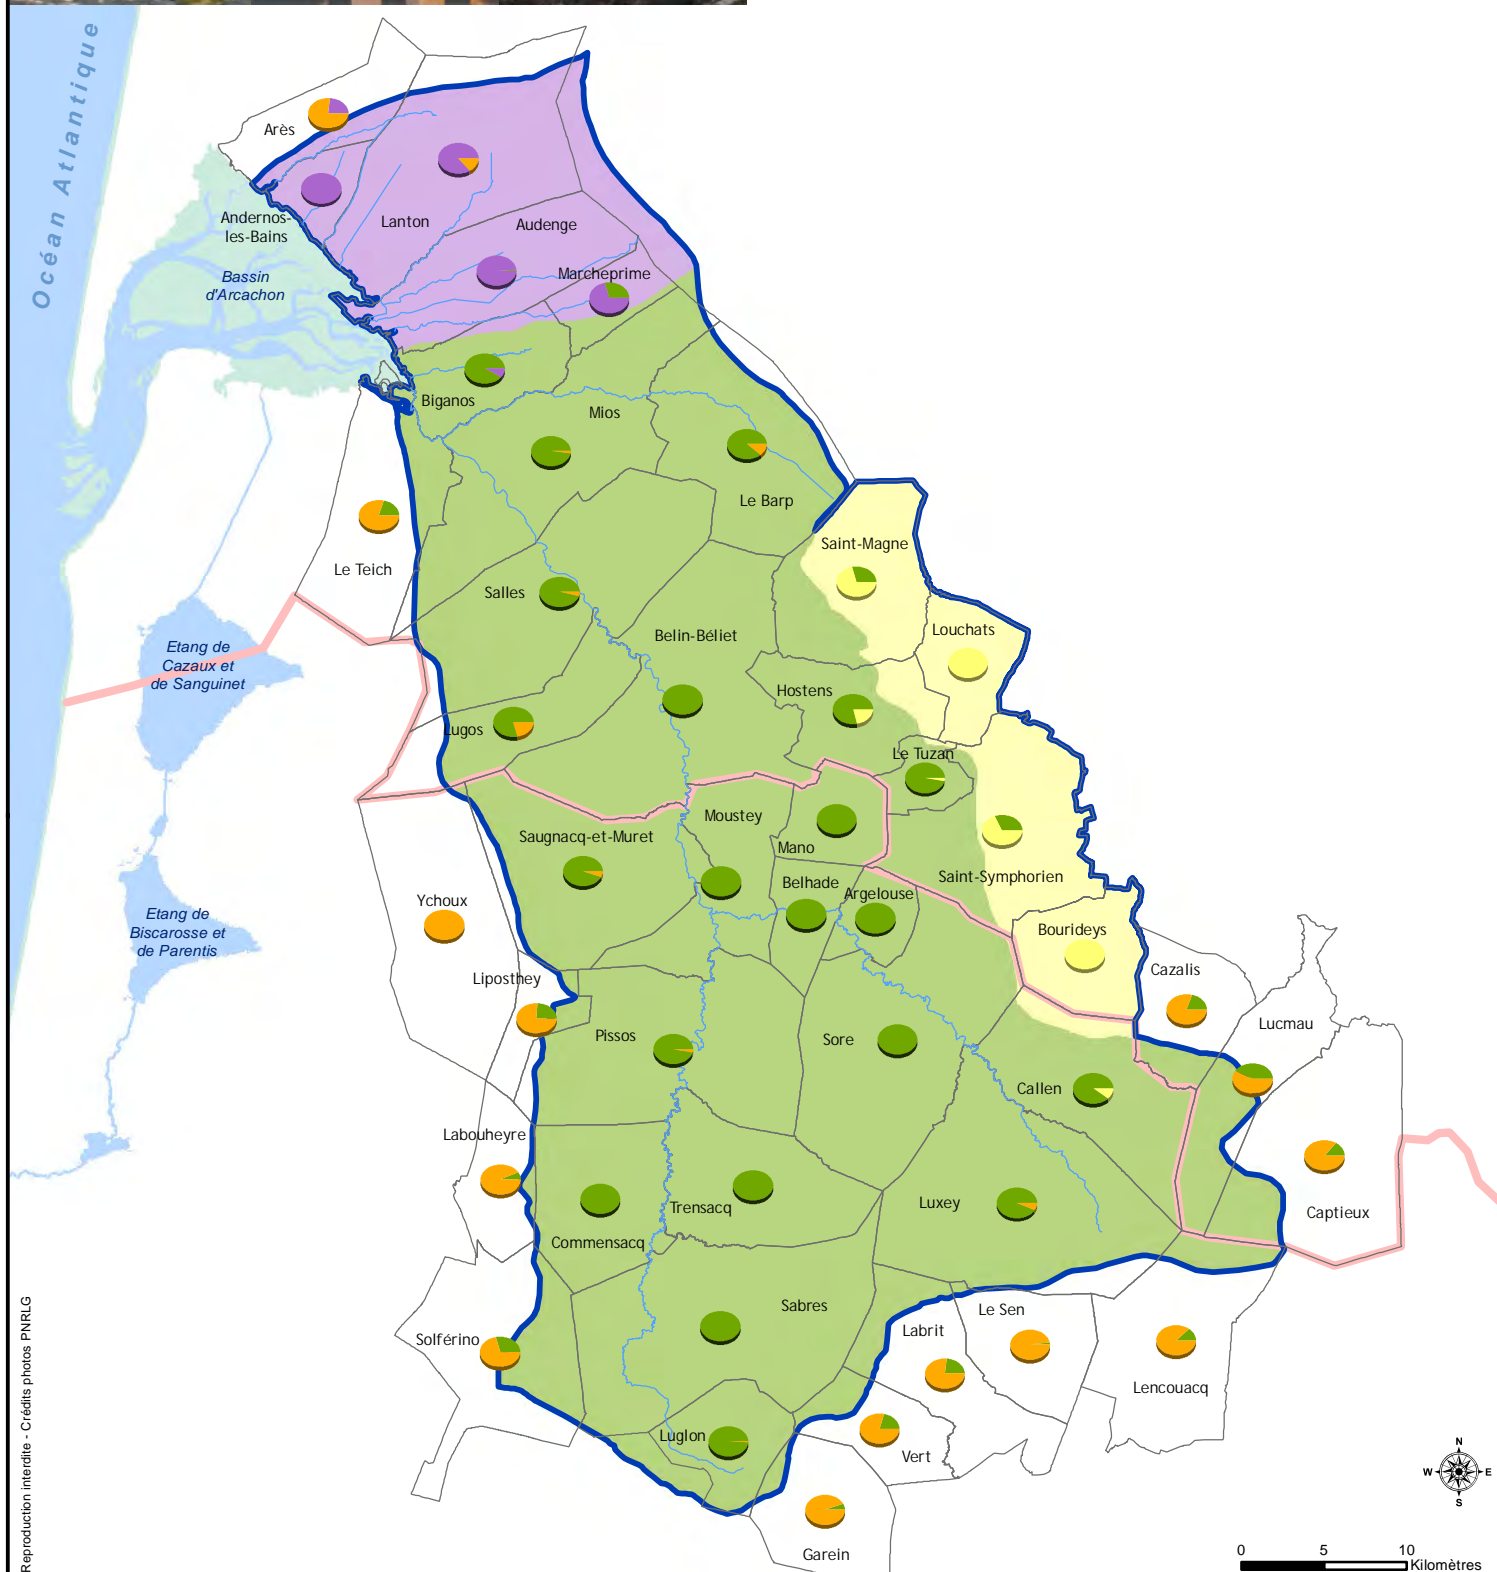 Océan Atlantique
Arès
Andernos-
les-Bains
Lanton
Audenge
Bassin
d'Arcachon
Marcheprime
Biganos
Mios
Le Barp
Saint-Magne
Le Teich
Salles
Louchats
Belin-Béliet
Etang de
Cazaux et
de Sanguinet
Hostens
Lugos
Le Tuzan
Moustey
Saugnacq-et-Muret
Mano
Belhade
Argelouse
Saint-Symphorien
Ychoux
Etang de
Biscarosse et
de Parentis
Bourideys
Cazalis
Liposthey
Lucmau
Pissos
Sore
Callen
Labouheyre
Trensacq
Luxey
Captieux
Commensacq
Sabres
Le Sen
Solférino
Labrit
Lencouacq
Luglon
Vert
Garein
N
W
E
S
0 5 10
Kilomètres
Reproduction interdite - Crédits photos PNRLG